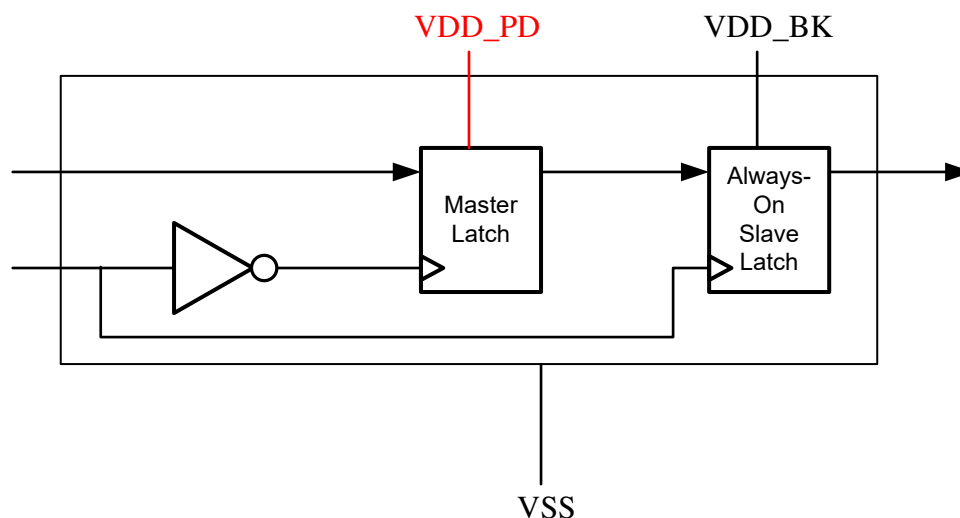 VDD_PD
VDD_BK
Master
Latch
Always-
On
Slave
Latch
VSS